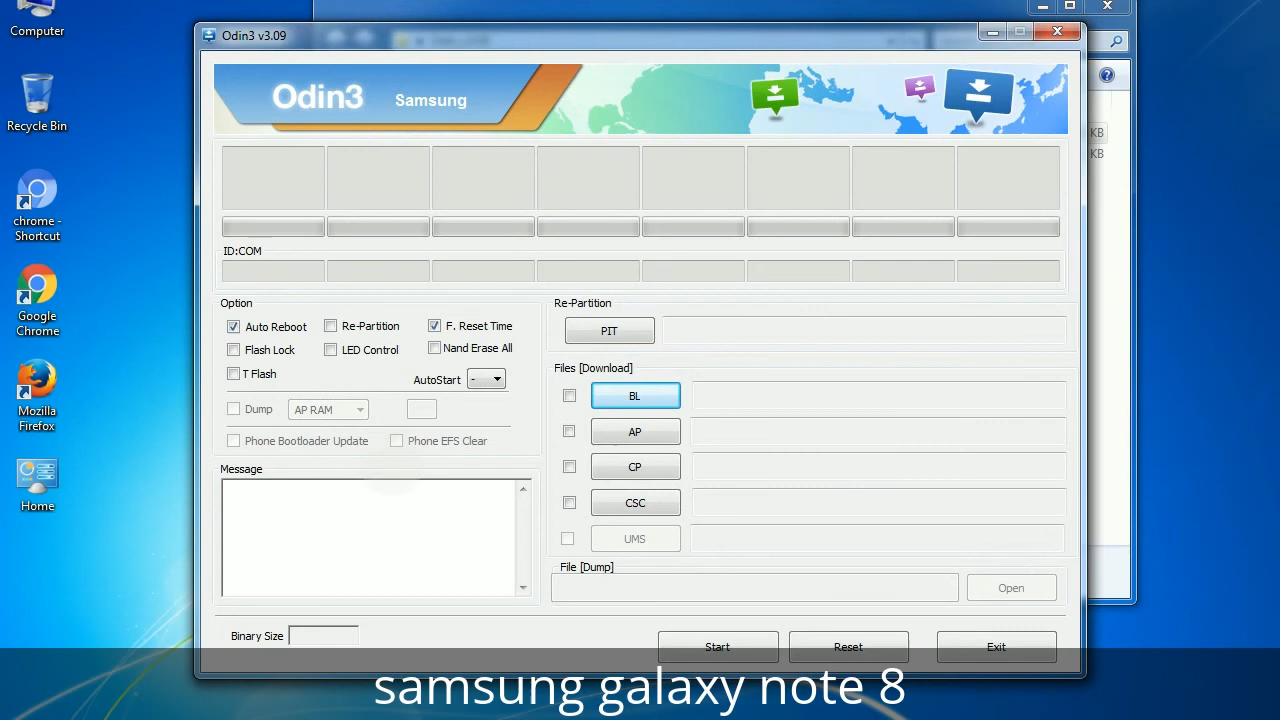 Computer
Recycle Bin
chrome -
Shortcut
Google
Chrome
Mozilla
Firefox
Home
Odin3 v3.09
Odin3 Samsung
KB
KB
ID:COM
Option
Auto Reboot
Re-Partition
F. Reset Time
Flash Lock
LED Control
Nand Erase All
T Flash
AutoStart -
Dump
AP RAM
Phone Bootloader Update
Phone EFS Clear
Message
Re-Partition
PIT
Files [Download]
BL
AP
CP
CSC
UMS
File [Dump]
Open
Binary Size
Start
Reset
Exit
samsung galaxy note 8